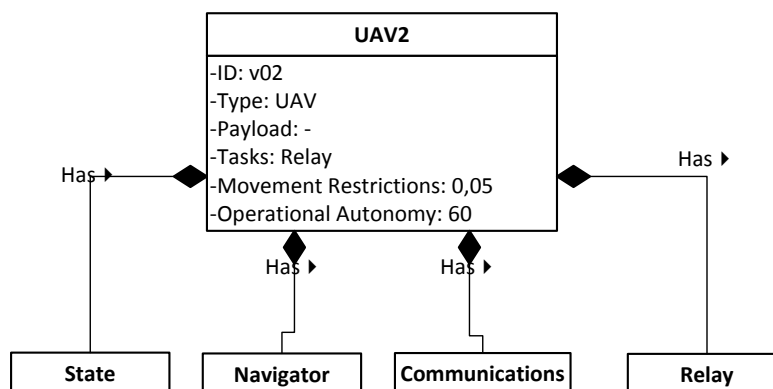 UAV2
-ID: v02
-Type: UAV
-Payload: -
-Tasks: Relay
-Movement Restrictions: 0,05
-Operational Autonomy: 60
Has
Has
Has
Has
State
Navigator
Communications
Relay